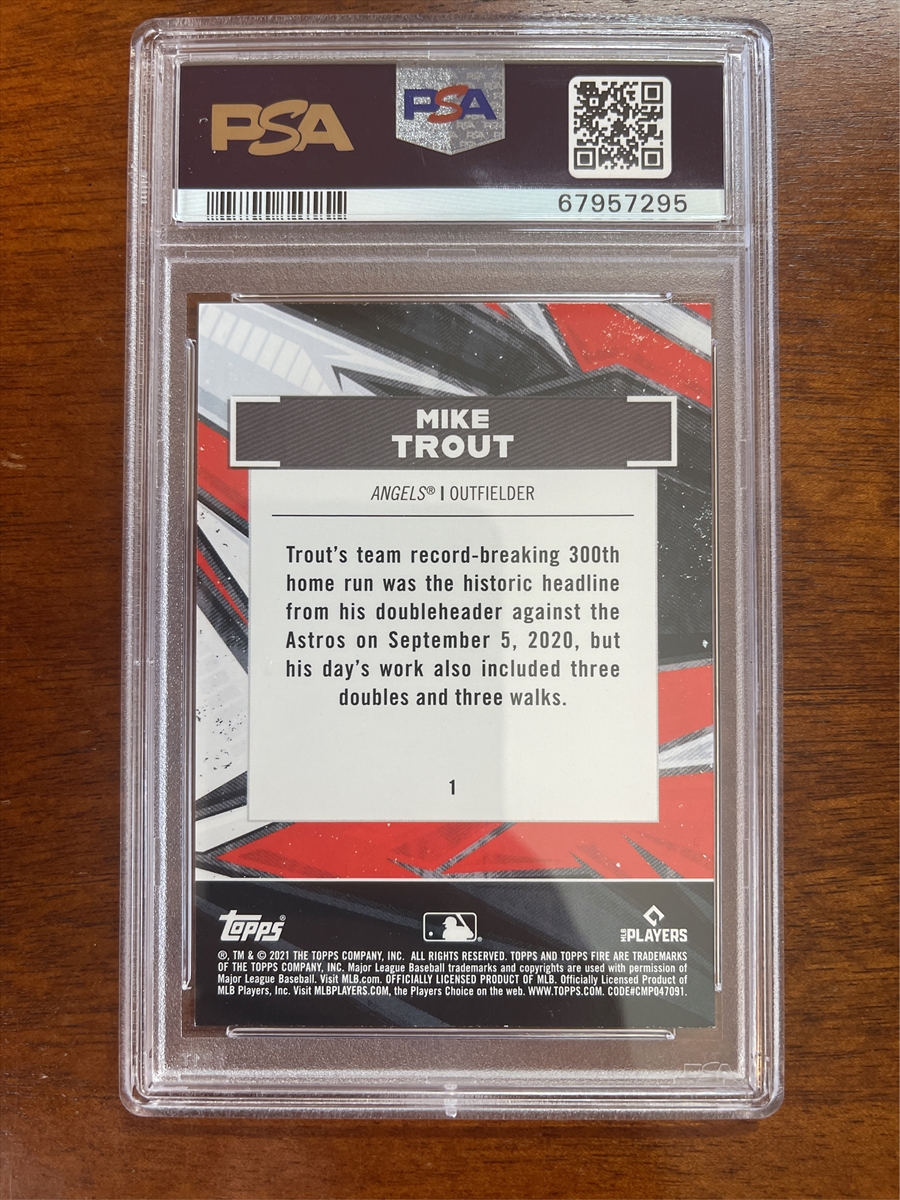 PSA
PSA
67957295
MIKE
TROUT
ANGELS® | OUTFIELDER
Trout's team record-breaking 300th
home run was the historic headline
from his doubleheader against the
Astros on September 5, 2020, but
his day's work also included three
doubles and three walks.
1
topps®
MLB PLAYERS
®, TM & © 2021 THE TOPPS COMPANY, INC. ALL RIGHTS RESERVED. TOPPS AND TOPPS FIRE ARE TRADEMARKS
OF THE TOPPS COMPANY, INC. Major League Baseball trademarks and copyrights are used with permission of
Major League Baseball. Visit MLB.com. OFFICIALLY LICENSED PRODUCT OF MLB. Officially Licensed Product of
MLB Players, Inc. Visit MLBPLAYERS.COM, the Players Choice on the web. WWW.TOPPS.COM. CODE#CMP047091.
PSA